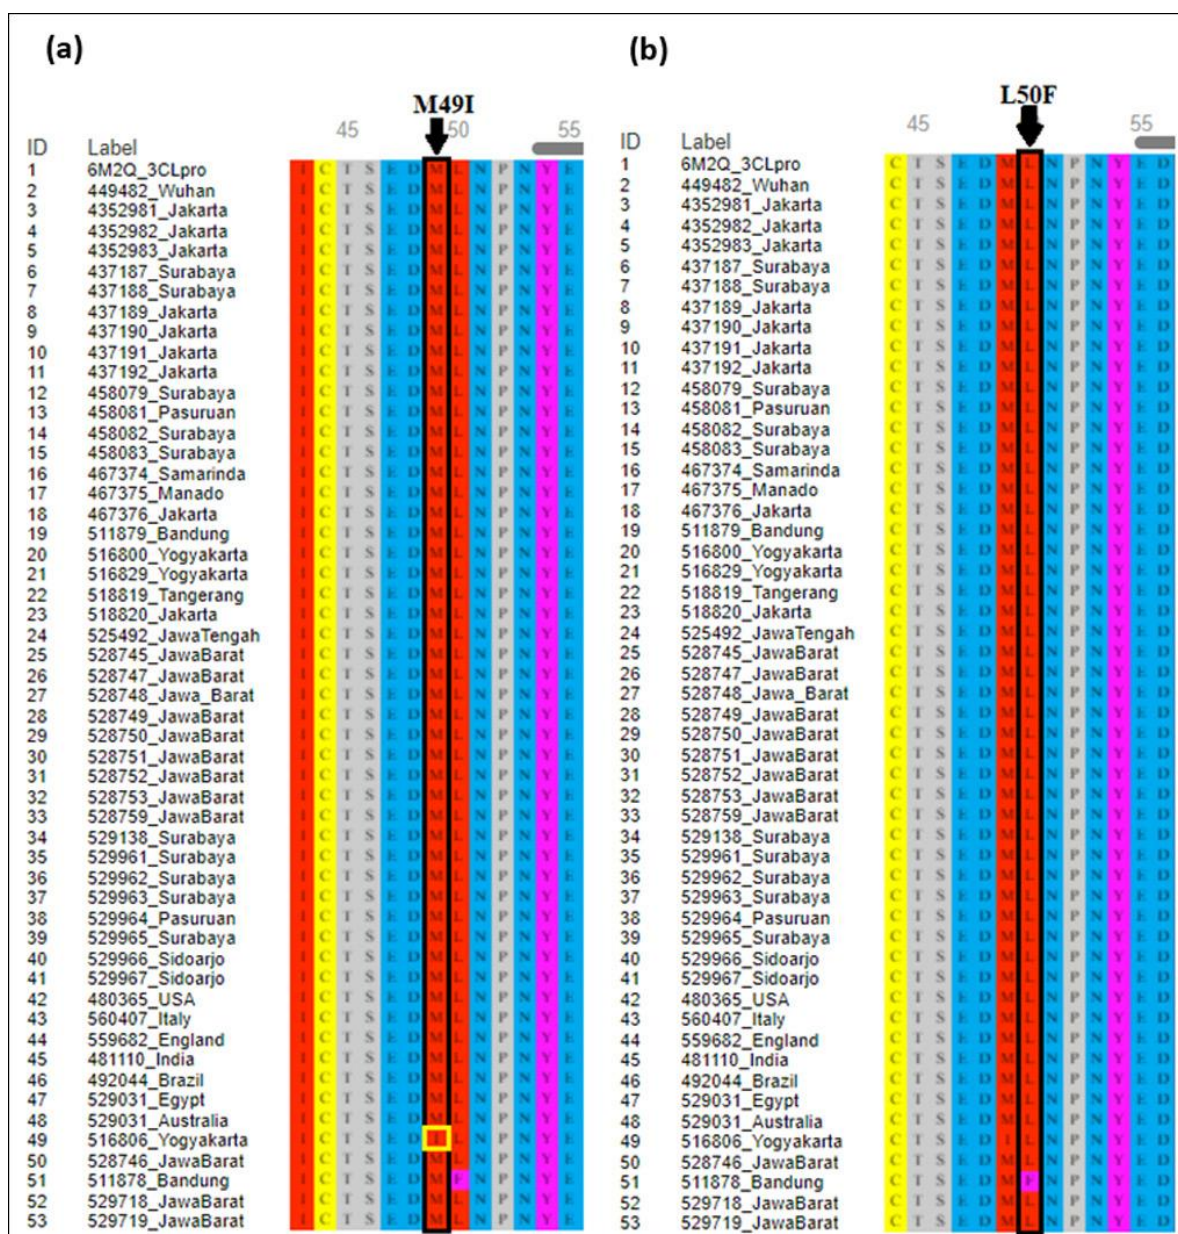 (a)
M49I
45 50 55
ID Label
1 6M2Q_3CLpro I C T S E D M L N P N Y E
2 449482_Wuhan I C T S E D M L N P N Y E
3 4352981_Jakarta I C T S E D M L N P N Y E
4 4352982_Jakarta I C T S E D M L N P N Y E
5 4352983_Jakarta I C T S E D M L N P N Y E
6 437187_Surabaya I C T S E D M L N P N Y E
7 437188_Surabaya I C T S E D M L N P N Y E
8 437189_Jakarta I C T S E D M L N P N Y E
9 437190_Jakarta I C T S E D M L N P N Y E
10 437191_Jakarta I C T S E D M L N P N Y E
11 437192_Jakarta I C T S E D M L N P N Y E
12 458079_Surabaya I C T S E D M L N P N Y E
13 458081_Pasuruan I C T S E D M L N P N Y E
14 458082_Surabaya I C T S E D M L N P N Y E
15 458083_Surabaya I C T S E D M L N P N Y E
16 467374_Samarinda I C T S E D M L N P N Y E
17 467375_Manado I C T S E D M L N P N Y E
18 467376_Jakarta I C T S E D M L N P N Y E
19 511879_Bandung I C T S E D M L N P N Y E
20 516800_Yogyakarta I C T S E D M L N P N Y E
21 516829_Yogyakarta I C T S E D M L N P N Y E
22 518819_Tangerang I C T S E D M L N P N Y E
23 518820_Jakarta I C T S E D M L N P N Y E
24 525492_JawaTengah I C T S E D M L N P N Y E
25 528745_JawaBarat I C T S E D M L N P N Y E
26 528747_JawaBarat I C T S E D M L N P N Y E
27 528748_Jawa_Barat I C T S E D M L N P N Y E
28 528749_JawaBarat I C T S E D M L N P N Y E
29 528750_JawaBarat I C T S E D M L N P N Y E
30 528751_JawaBarat I C T S E D M L N P N Y E
31 528752_JawaBarat I C T S E D M L N P N Y E
32 528753_JawaBarat I C T S E D M L N P N Y E
33 528759_JawaBarat I C T S E D M L N P N Y E
34 529138_Surabaya I C T S E D M L N P N Y E
35 529961_Surabaya I C T S E D M L N P N Y E
36 529962_Surabaya I C T S E D M L N P N Y E
37 529963_Surabaya I C T S E D M L N P N Y E
38 529964_Pasuruan I C T S E D M L N P N Y E
39 529965_Surabaya I C T S E D M L N P N Y E
40 529966_Sidoarjo I C T S E D M L N P N Y E
41 529967_Sidoarjo I C T S E D M L N P N Y E
42 480365_USA I C T S E D M L N P N Y E
43 560407_Italy I C T S E D M L N P N Y E
44 559682_England I C T S E D M L N P N Y E
45 481110_India I C T S E D M L N P N Y E
46 492044_Brazil I C T S E D M L N P N Y E
47 529031_Egypt I C T S E D M L N P N Y E
48 529031_Australia I C T S E D M L N P N Y E
49 516806_Yogyakarta I C T S E D I L N P N Y E
50 528746_JawaBarat I C T S E D M L N P N Y E
51 511878_Bandung I C T S E D M F N P N Y E
52 529718_JawaBarat I C T S E D M L N P N Y E
53 529719_JawaBarat I C T S E D M L N P N Y E
(b)
L50F
45 55
ID Label
1 6M2Q_3CLpro C T S E D M L N P N Y E D
2 449482_Wuhan C T S E D M L N P N Y E D
3 4352981_Jakarta C T S E D M L N P N Y E D
4 4352982_Jakarta C T S E D M L N P N Y E D
5 4352983_Jakarta C T S E D M L N P N Y E D
6 437187_Surabaya C T S E D M L N P N Y E D
7 437188_Surabaya C T S E D M L N P N Y E D
8 437189_Jakarta C T S E D M L N P N Y E D
9 437190_Jakarta C T S E D M L N P N Y E D
10 437191_Jakarta C T S E D M L N P N Y E D
11 437192_Jakarta C T S E D M L N P N Y E D
12 458079_Surabaya C T S E D M L N P N Y E D
13 458081_Pasuruan C T S E D M L N P N Y E D
14 458082_Surabaya C T S E D M L N P N Y E D
15 458083_Surabaya C T S E D M L N P N Y E D
16 467374_Samarinda C T S E D M L N P N Y E D
17 467375_Manado C T S E D M L N P N Y E D
18 467376_Jakarta C T S E D M L N P N Y E D
19 511879_Bandung C T S E D M L N P N Y E D
20 516800_Yogyakarta C T S E D M L N P N Y E D
21 516829_Yogyakarta C T S E D M L N P N Y E D
22 518819_Tangerang C T S E D M L N P N Y E D
23 518820_Jakarta C T S E D M L N P N Y E D
24 525492_JawaTengah C T S E D M L N P N Y E D
25 528745_JawaBarat C T S E D M L N P N Y E D
26 528747_JawaBarat C T S E D M L N P N Y E D
27 528748_Jawa_Barat C T S E D M L N P N Y E D
28 528749_JawaBarat C T S E D M L N P N Y E D
29 528750_JawaBarat C T S E D M L N P N Y E D
30 528751_JawaBarat C T S E D M L N P N Y E D
31 528752_JawaBarat C T S E D M L N P N Y E D
32 528753_JawaBarat C T S E D M L N P N Y E D
33 528759_JawaBarat C T S E D M L N P N Y E D
34 529138_Surabaya C T S E D M L N P N Y E D
35 529961_Surabaya C T S E D M L N P N Y E D
36 529962_Surabaya C T S E D M L N P N Y E D
37 529963_Surabaya C T S E D M L N P N Y E D
38 529964_Pasuruan C T S E D M L N P N Y E D
39 529965_Surabaya C T S E D M L N P N Y E D
40 529966_Sidoarjo C T S E D M L N P N Y E D
41 529967_Sidoarjo C T S E D M L N P N Y E D
42 480365_USA C T S E D M L N P N Y E D
43 560407_Italy C T S E D M L N P N Y E D
44 559682_England C T S E D M L N P N Y E D
45 481110_India C T S E D M L N P N Y E D
46 492044_Brazil C T S E D M L N P N Y E D
47 529031_Egypt C T S E D M L N P N Y E D
48 529031_Australia C T S E D M L N P N Y E D
49 516806_Yogyakarta C T S E D I L N P N Y E D
50 528746_JawaBarat C T S E D M L N P N Y E D
51 511878_Bandung C T S E D M F N P N Y E D
52 529718_JawaBarat C T S E D M L N P N Y E D
53 529719_JawaBarat C T S E D M L N P N Y E D